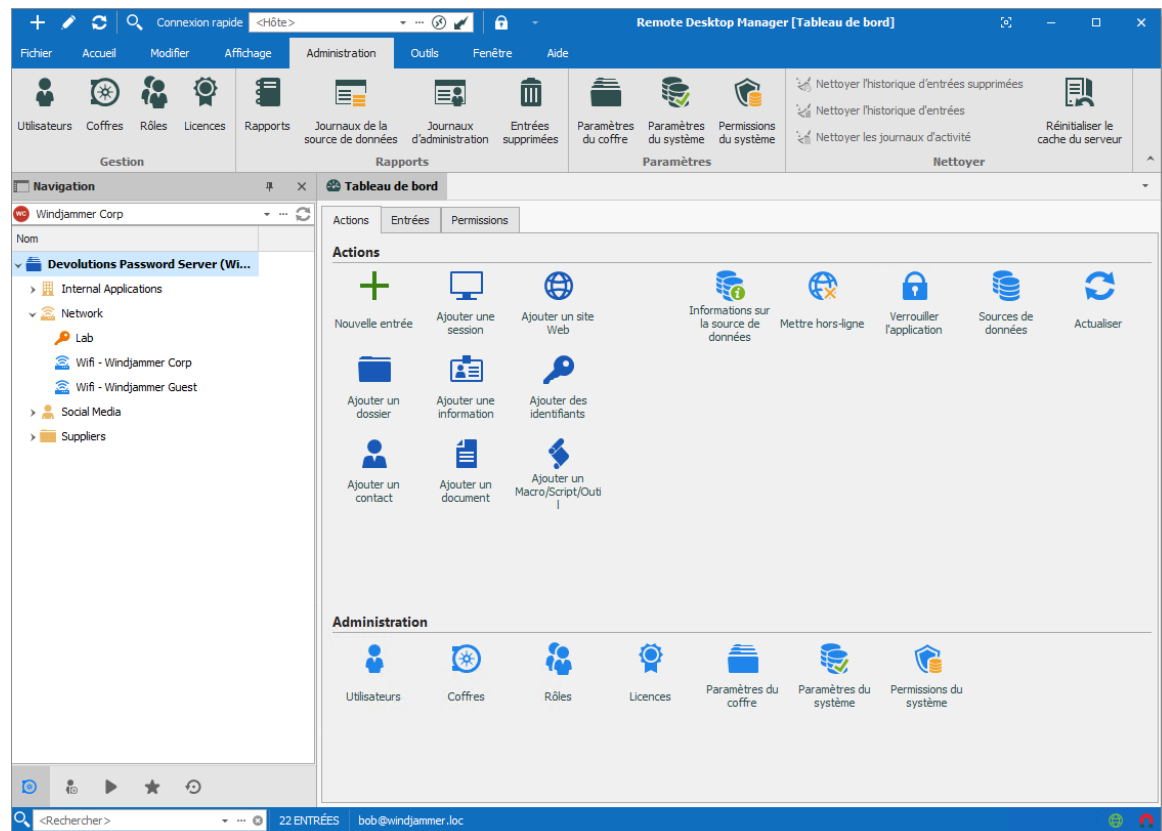 Connexion rapide <Hôte> Remote Desktop Manager [Tableau de bord]
Fichier Accueil Modifier Affichage Administration Outils Fenêtre Aide
Utilisateurs Coffres Rôles Licences Rapports
Journaux de la
source de données
Journaux
d'administration
Entrées
supprimées
Paramètres
du coffre
Paramètres
du système
Permissions
du système
Nettoyer l'historique d'entrées supprimées
Nettoyer l'historique d'entrées
Nettoyer les journaux d'activité
Réinitialiser le
cache du serveur
Gestion Rapports Paramètres Nettoyer
Navigation
WC Windjammer Corp
Nom
Devolutions Password Server (Wi...
Internal Applications
Network
Lab
Wifi - Windjammer Corp
Wifi - Windjammer Guest
Social Media
Suppliers
Tableau de bord
Actions Entrées Permissions
Actions
Nouvelle entrée
Ajouter une
session
Ajouter un site
Web
Informations sur
la source de
données
Mettre hors-ligne
Verrouiller
l'application
Sources de
données
Actualiser
Ajouter un
dossier
Ajouter une
information
Ajouter des
identifiants
Ajouter un
contact
Ajouter un
document
Ajouter un
Macro/Script/Outi
l
Administration
Utilisateurs
Coffres
Rôles
Licences
Paramètres du
coffre
Paramètres du
système
Permissions du
système
<Rechercher> 22 ENTRÉES bob@windjammer.loc